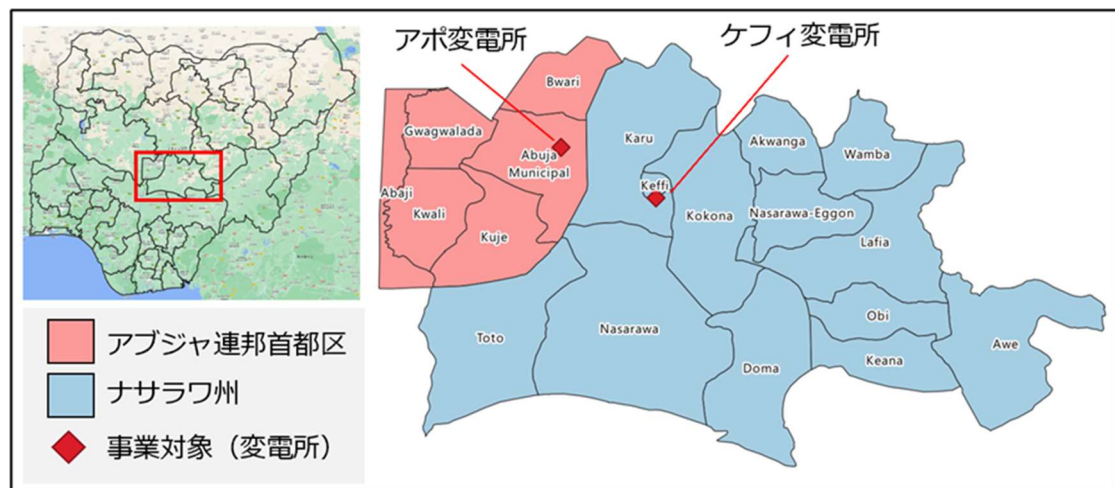 アポ変電所
ケフィ変電所
Bwari
Gwagwalada
Karu
Akwanga
Wamba
Abuja
Municipal
Abaji
Keffi
Kwali
Kokona
Nasarawa-Eggon
Kuje
Lafia
Toto
Nasarawa
Obi
Awe
Doma
Keana
アブジャ連邦首都区
ナサラワ州
事業対象（変電所）